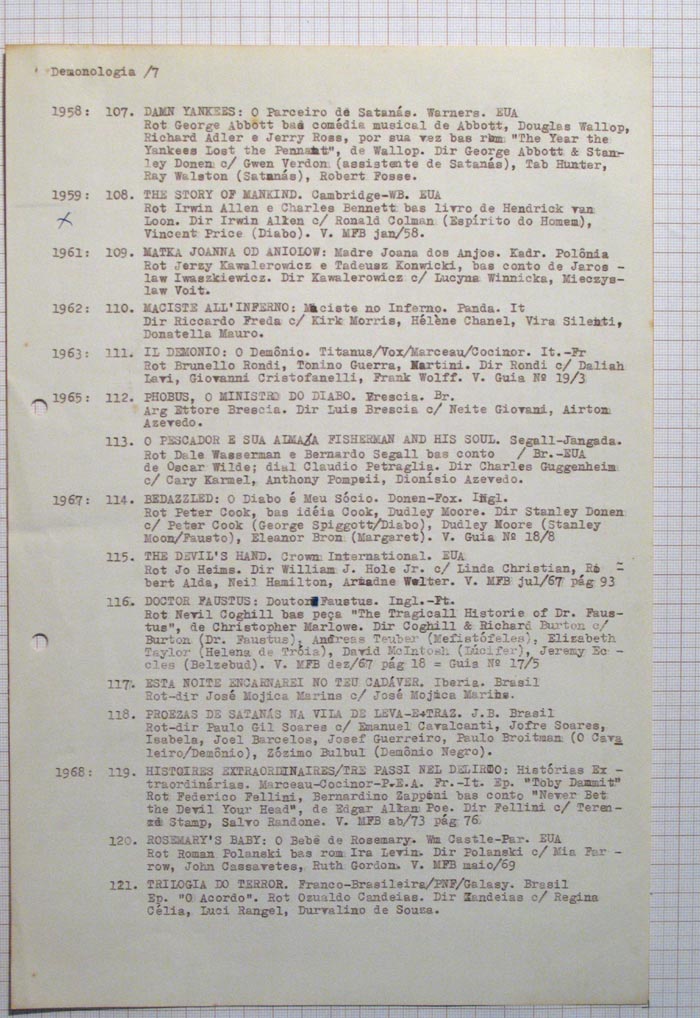 Demonologia /7
1958: 107. DAMN YANKEES: O Parceiro de Satanás. Warners. EUA
Rot George Abbott bas comédia musical de Abbott, Douglas Wallop,
Richard Adler e Jerry Ross, por sua vez bas rom "The Year the
Yankees Lost the Pennant", de Wallop. Dir George Abbott & Stan-
ley Donen c/ Gwen Verdon (assistente de Satanás), Tab Hunter,
Ray Walston (Satanás), Robert Fosse.
1959: 108. THE STORY OF MANKIND. Cambridge-WB. EUA
Rot Irwin Allen e Charles Bennett bas livro de Hendrick van
Loon. Dir Irwin Allen c/ Ronald Colman (Espírito do Homem),
Vincent Price (Diabo). V. MFB jan/58.
1961: 109. MATKA JOANNA OD ANIOLOW: Madre Joana dos Anjos. Kadr. Polônia
Rot Jerzy Kawalerowicz e Tadeusz Konwicki, bas conto de Jaros -
law Iwaszkiewicz. Dir Kawalerowicz c/ Lucyna Winnicka, Mieczys-
law Voit.
1962: 110. MACISTE ALL'INFERNO: Maciste no Inferno. Panda. It
Dir Riccardo Freda c/ Kirk Morris, Hélène Chanel, Vira Silenti,
Donatella Mauro.
1963: 111. IL DEMONIO: O Demônio. Titanus/Vox/Marceau/Cocinor. It.-Fr
Rot Brunello Rondi, Tonino Guerra, Martini. Dir Rondi c/ Daliah
Lavi, Giovanni Cristofanelli, Frank Wolff. V. Guia Nº 19/3
1965: 112. PHOBUS, O MINISTRO DO DIABO. Brescia. Br.
Arg Ettore Brescia. Dir Luis Brescia c/ Neite Giovani, Airton
Azevedo.
113. O PESCADOR E SUA ALMA/A FISHERMAN AND HIS SOUL. Segall-Jangada.
Rot Dale Wasserman e Bernardo Segall bas conto / Br.-EUA
de Oscar Wilde; dial Claudio Petraglia. Dir Charles Guggenheim
c/ Cary Karmel, Anthony Pompeii, Dionísio Azevedo.
1967: 114. BEDAZZLED: O Diabo é Meu Sócio. Donen-Fox. Ingl.
Rot Peter Cook, bas idéia Cook, Dudley Moore. Dir Stanley Donen
c/ Peter Cook (George Spiggott/Diabo), Dudley Moore (Stanley
Moon/Fausto), Eleanor Bron (Margaret). V. Guia Nº 18/8
115. THE DEVIL'S HAND. Crown International. EUA
Rot Jo Heims. Dir William J. Hole Jr. c/ Linda Christian, Ro -
bert Alda, Neil Hamilton, Ariadne Welter. V. MFB jul/67 pág 93
116. DOCTOR FAUSTUS: Doutor Faustus. Ingl.-It.
Rot Nevil Coghill bas peça "The Tragicall Historie of Dr. Faus-
tus", de Christopher Marlowe. Dir Coghill & Richard Burton c/
Burton (Dr. Faustus), Andreas Teuber (Mefistófeles), Elizabeth
Taylor (Helena de Tróia), David McIntosh (Lúcifer), Jeremy Ec -
cles (Belzebud). V. MFB dez/67 pág 18 = Guia Nº 17/5
117. ESTA NOITE ENCARNAREI NO TEU CADÁVER. Iberia. Brasil
Rot-dir José Mojica Marins c/ José Mojica Marins.
118. PROEZAS DE SATANÁS NA VILA DE LEVA-E-TRAZ. J.B. Brasil
Rot-dir Paulo Gil Soares c/ Emanuel Cavalcanti, Jofre Soares,
Isabela, Joel Barcelos, Josef Guerreiro, Paulo Broitman (O Cava
leiro/Demônio), Zózimo Bulbul (Demônio Negro).
1968: 119. HISTOIRES EXTRAORDINAIRES/TRE PASSI NEL DELIRIO: Histórias Ex -
traordinárias. Marceau-Cocinor-P.E.A. Fr.-It. Ep. "Toby Dammit"
Rot Federico Fellini, Bernardino Zapponi bas conto "Never Bet
the Devil Your Head", de Edgar Allan Poe. Dir Fellini c/ Teren-
ce Stamp, Salvo Randone. V. MFB ab/73 pág 76
120. ROSEMARY'S BABY: O Bebê de Rosemary. Wm Castle-Par. EUA
Rot Roman Polanski bas rom Ira Levin. Dir Polanski c/ Mia Far -
row, John Cassavetes, Ruth Gordon. V. MFB maio/69
121. TRILOGIA DO TERROR. Franco-Brasileira/PNF/Galasy. Brasil
Ep. "O Acordo". Rot Ozualdo Candeias. Dir Candeias c/ Regina
Célia, Luci Rangel, Durvalino de Souza.